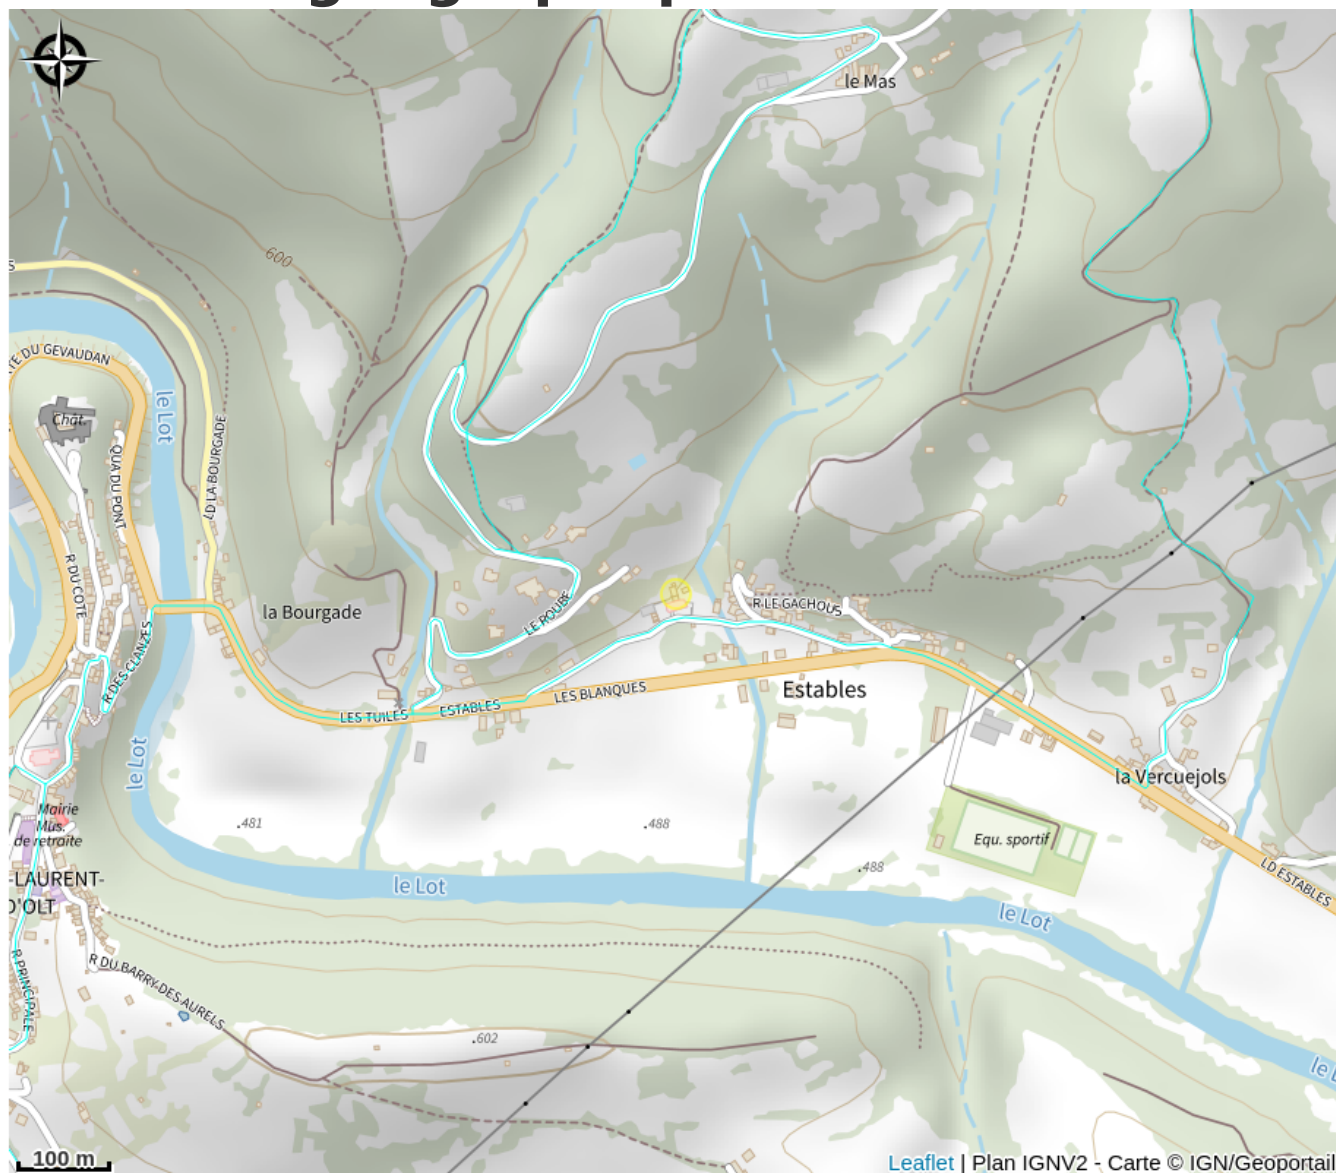 le Mas
600
S
TE DU GEVAUDAN
Chât.
le Lot
LD LA BOURGADE
QUA DU PONT
R DU COTE
R DES CLANZES
la Bourgade
LE ROUBE
R LE GACHOUS
LES TUILES
ESTABLES
LES BLANQUES
Estables
le Lot
la Vercuejols
.481
.488
.488
Mairie
Mus.
de retraite
Equ. sportif
-LAURENT-
D'OLT
le Lot
le Lot
LD ESTABLES
R PRINCIPALE
R DU BARRY-DES-AURELS
.602
le L
100 m
Leaflet | Plan IGNV2 - Carte © IGN/Geoportail